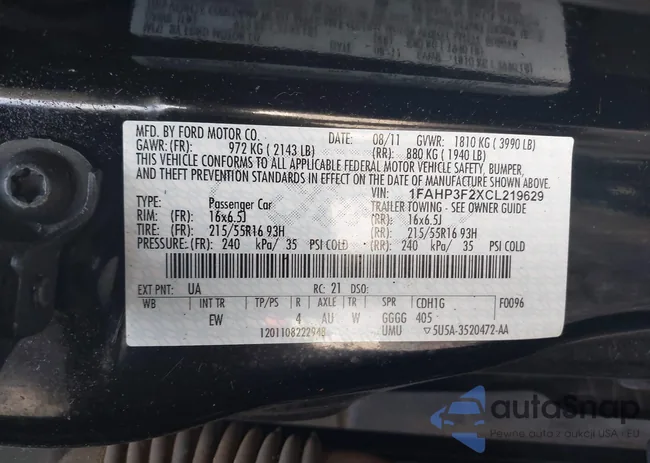 MFD. BY FORD MOTOR CO. DATE: 08/11 GVWR: 1810 KG ( 3990 LB)
GAWR: (FR): 972 KG ( 2143 LB) (RR): 880 KG ( 1940 LB)
THIS VEHICLE CONFORMS TO ALL APPLICABLE FEDERAL MOTOR VEHICLE SAFETY, BUMPER,
AND THEFT PREVENTION STANDARDS IN EFFECT ON THE DATE OF MANUFACTURE SHOWN ABOVE.
VIN: 1FAHP3F2XCL219629
TYPE: Passenger Car TRAILER TOWING - SEE OWNER GUIDE
RIM: (FR) 16x6.5J (RR): 16x6.5J
TIRE: (FR) 215/55R16 93H (RR): 215/55R16 93H
PRESSURE: (FR) 240 kPa/ 35 PSI COLD (RR): 240 kPa/ 35 PSI COLD
EXT PNT: UA RC: 21 DSO:
WB INT TR TP/PS R AXLE TR SPR CDH1G F0096
EW 4 AU W GGGG 405
1201108222948 UMU ▽5U5A-3520472-AA
autoSnap
Pewne auto z aukcji USA i EU